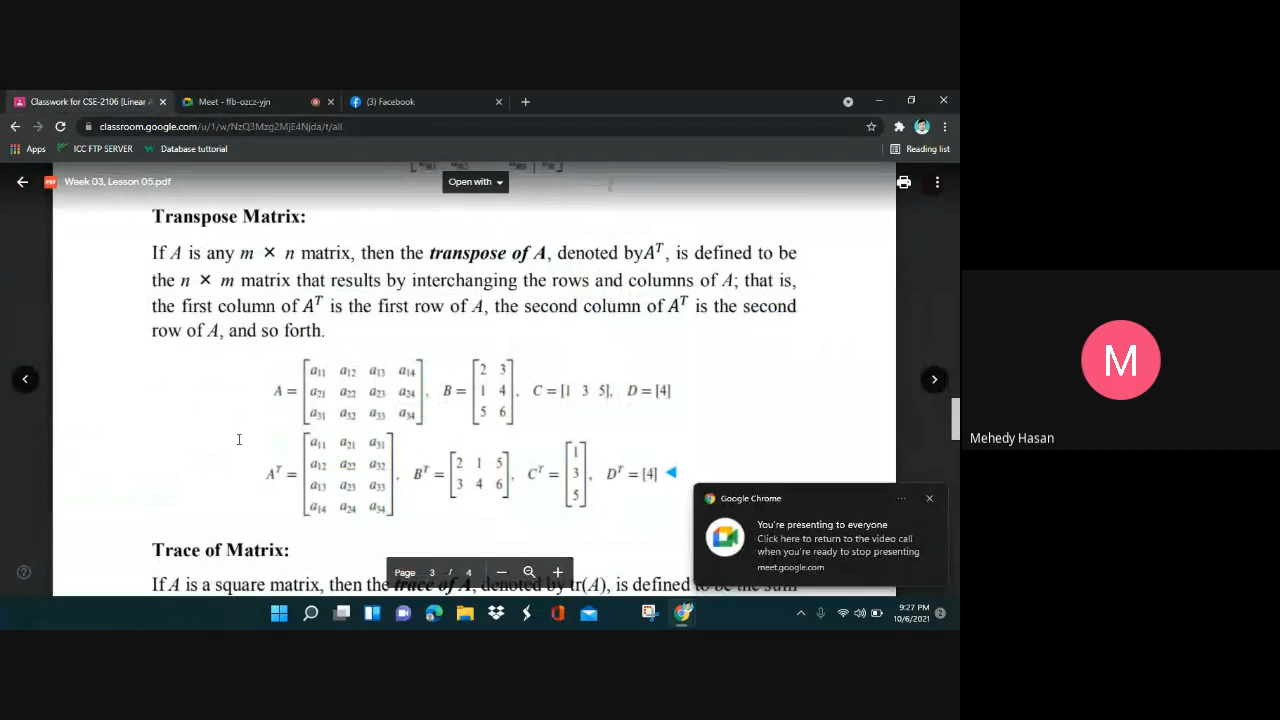 Classwork for CSE-2106 [Linear A
Meet - ffb-ozcz-yjn
(3) Facebook
classroom.google.com/u/1/w/NzQ3Mzg2MjE4Njda/t/all
Apps
ICC FTP SERVER
Database tuttorial
Reading list
Week 03, Lesson 05.pdf
Open with
Transpose Matrix:
If A is any m × n matrix, then the transpose of A, denoted byAᵀ, is defined to be
the n × m matrix that results by interchanging the rows and columns of A; that is,
the first column of Aᵀ is the first row of A, the second column of Aᵀ is the second
row of A, and so forth.
a11 a12 a13 a14 2 3
A = a21 a22 a23 a24 , B = 1 4 , C = [1 3 5], D = [4]
a31 a32 a33 a34 5 6
a11 a21 a31 1
Aᵀ = a12 a22 a32 , Bᵀ = 2 1 5 , Cᵀ = 3 , Dᵀ = [4]
a13 a23 a33 3 4 6 5
a14 a24 a34
Trace of Matrix:
If A is a square matrix, then the trace of A, denoted by tr(A), is defined to be the sum
Page 3 / 4
Google Chrome
You're presenting to everyone
Click here to return to the video call
when you're ready to stop presenting
meet.google.com
9:27 PM
10/6/2021
2
M
Mehedy Hasan